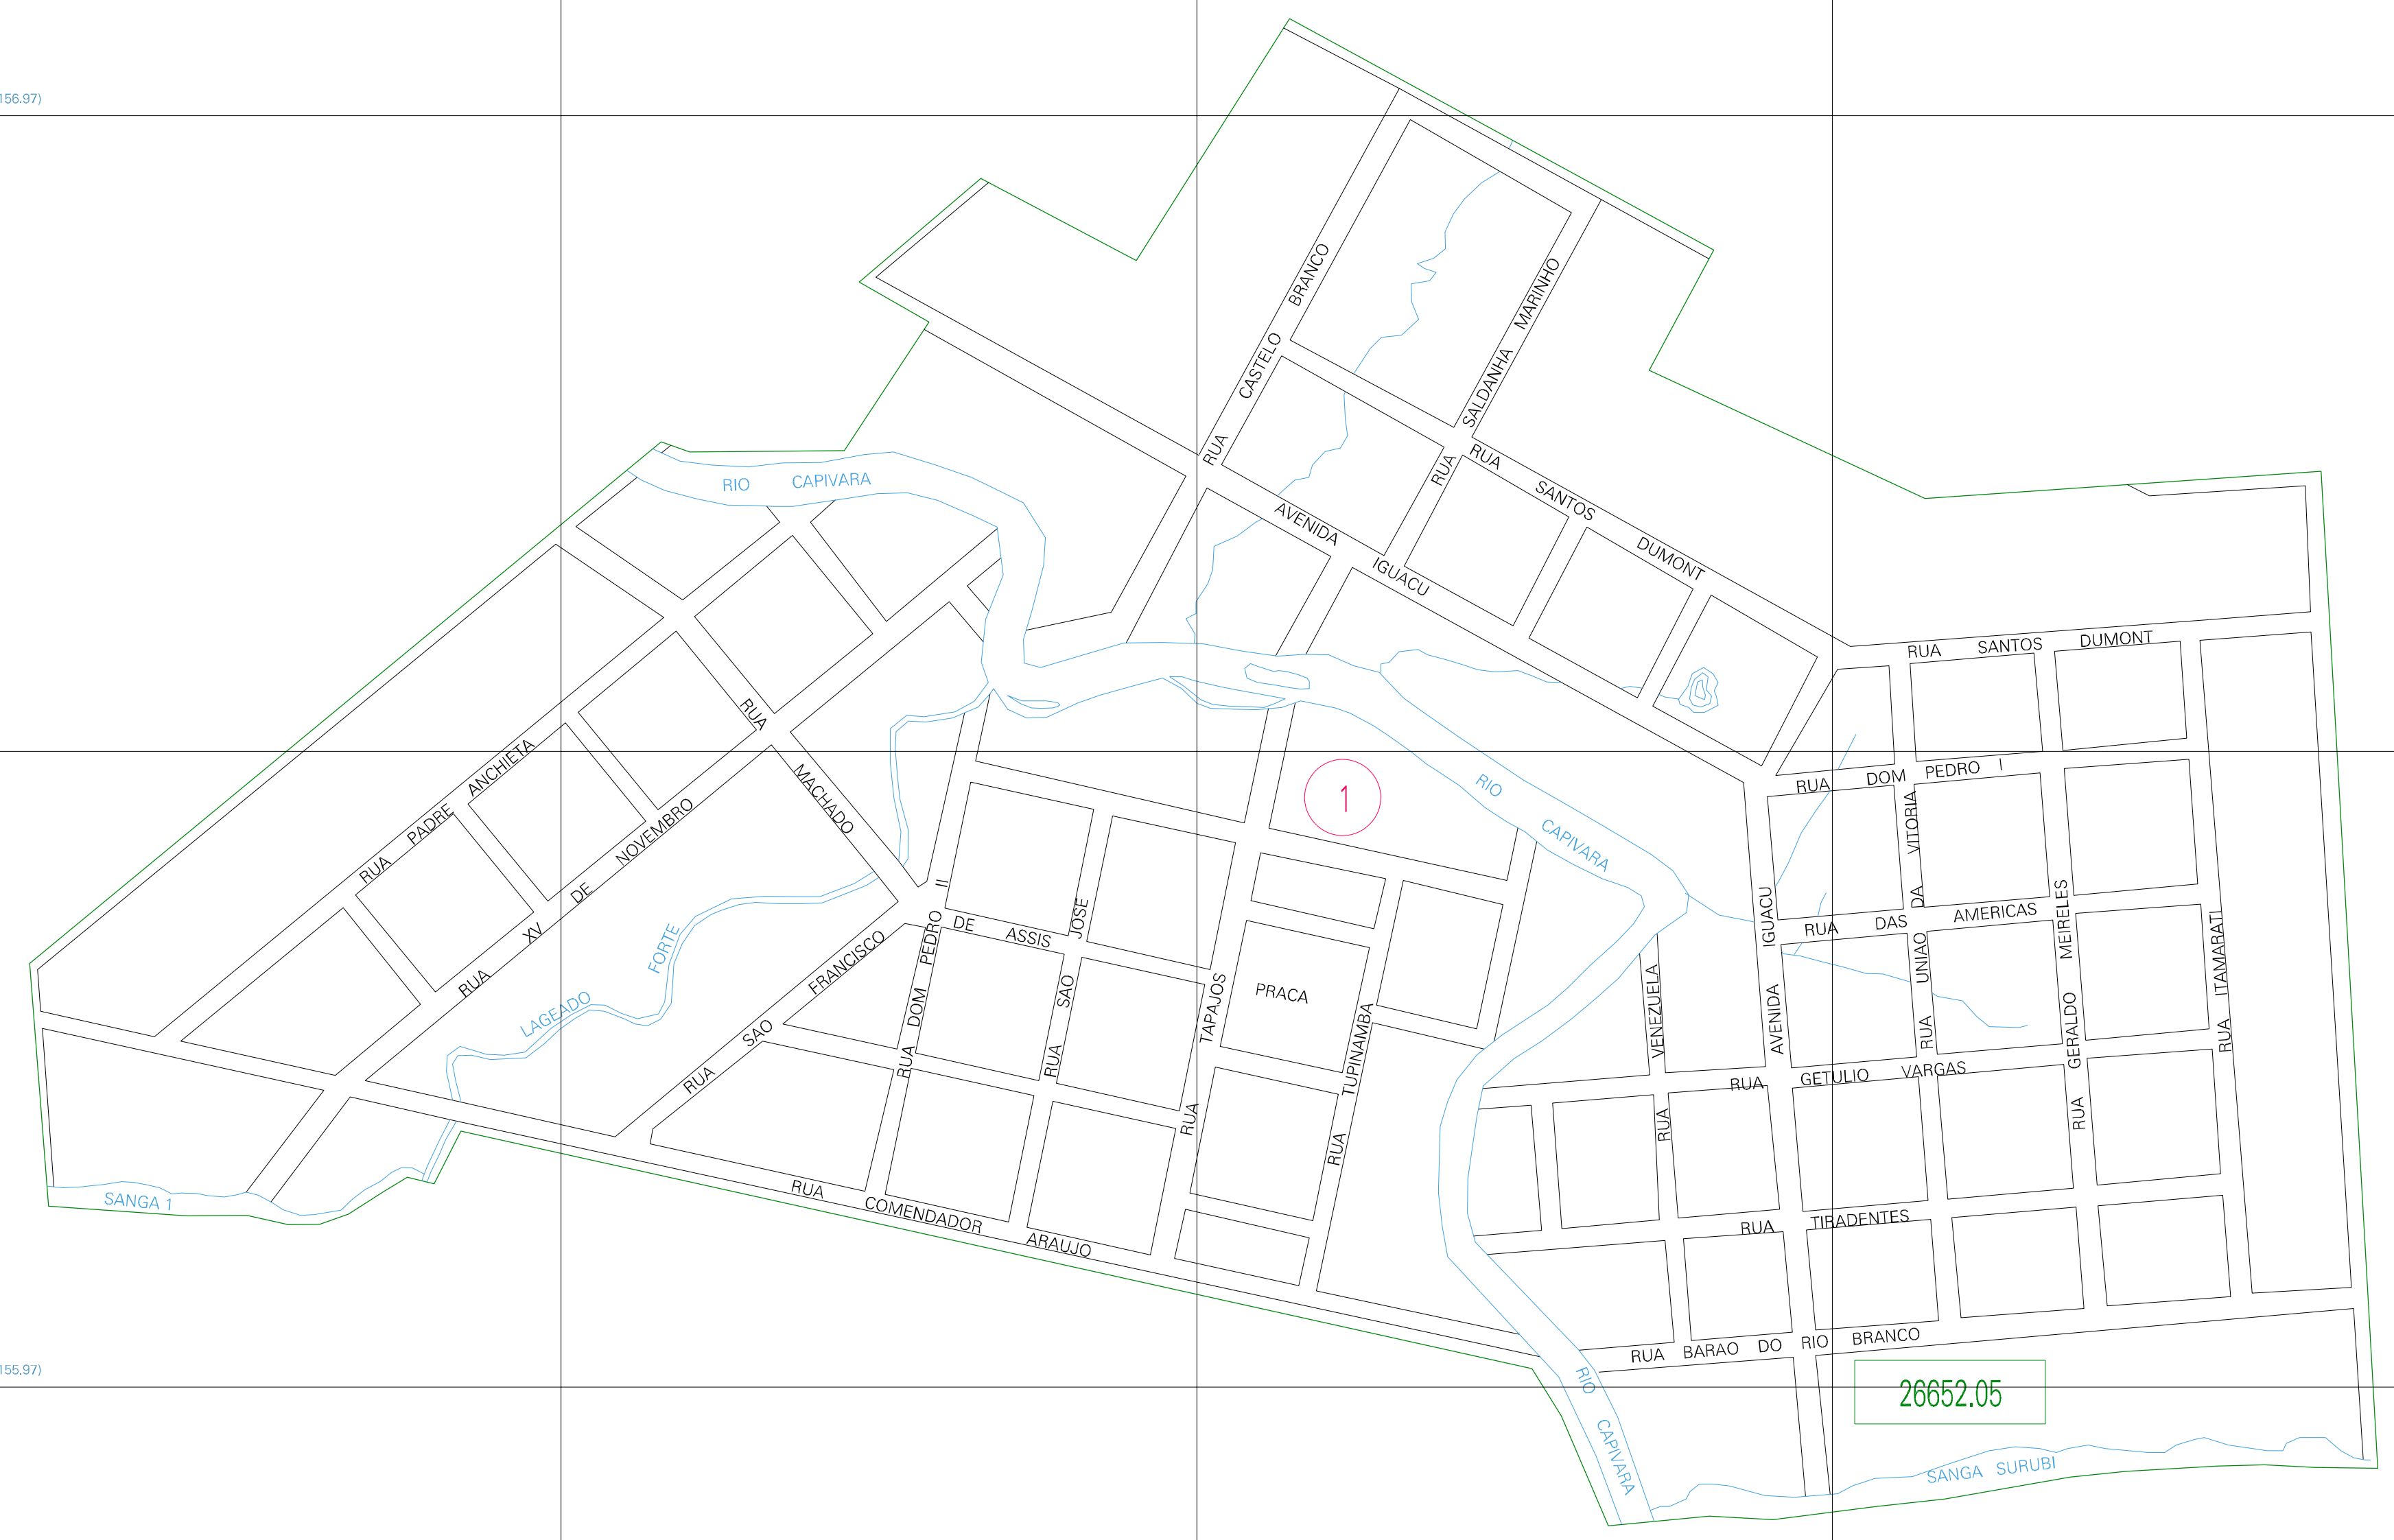 156.97)
RUA CASTELO BRANCO
RUA SALDANHA MARINHO
RIO CAPIVARA
AVENIDA IGUACU
RUA SANTOS DUMONT
RUA SANTOS DUMONT
RUA PADRE ANCHIETA
RUA MACHADO
RUA XV DE NOVEMBRO
1
RIO CAPIVARA
RUA DOM PEDRO I
RUA DOM PEDRO II
DE ASSIS
RUA SAO JOSE
RUA SAO FRANCISCO
LAGEADO FORTE
RUA TAPAJOS
PRACA
RUA TUPINAMBA
RUA VENEZUELA
AVENIDA IGUACU
RUA UNIAO DA VITORIA
RUA DAS AMERICAS
RUA GERALDO MEIRELES
RUA ITAMARATI
RUA GETULIO VARGAS
SANGA 1
RUA COMENDADOR ARAUJO
RUA TIRADENTES
RUA BARAO DO RIO BRANCO
155.97)
RIO CAPIVARA
26652.05
SANGA SURUBI